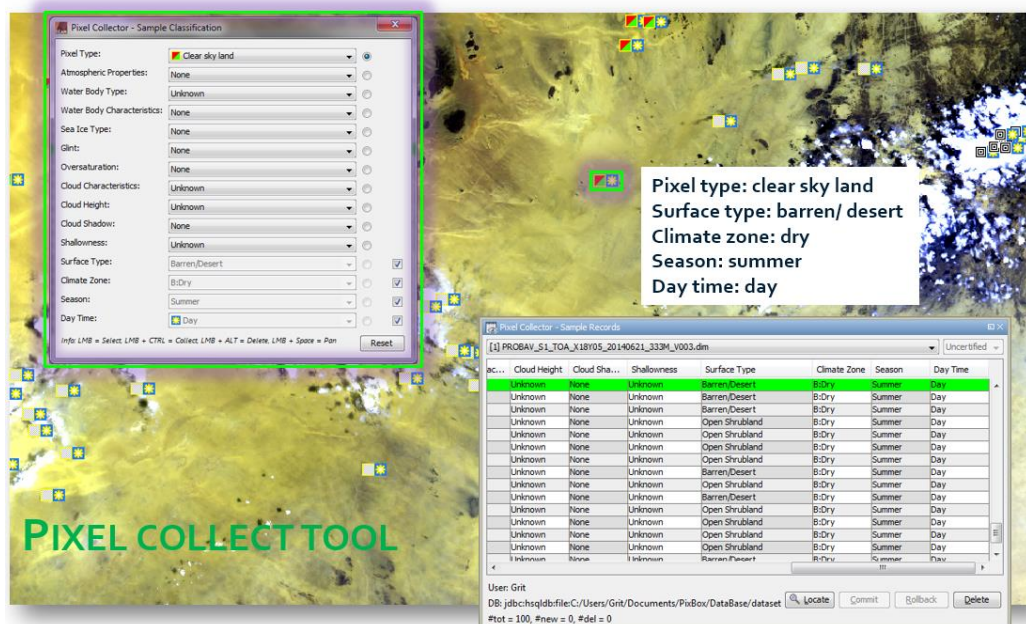 Pixel Collector - Sample Classification
Pixel Type: Clear sky land
Atmospheric Properties: None
Water Body Type: Unknown
Water Body Characteristics: None
Sea Ice Type: None
Glint: None
Oversaturation: None
Cloud Characteristics: Unknown
Cloud Height: Unknown
Cloud Shadow: None
Shallowness: Unknown
Surface Type: Barren/Desert
Climate Zone: B:Dry
Season: Summer
Day Time: Day
Info: LMB = Select, LMB + CTRL = Collect, LMB + ALT = Delete, LMB + Space = Pan
Reset
Pixel type: clear sky land
Surface type: barren/ desert
Climate zone: dry
Season: summer
Day time: day
PIXEL COLLECT TOOL
Pixel Collector - Sample Records
[1] PROBAV_S1_TOA_X18Y05_20140621_333M_V003.dim Uncertified
ac... Cloud Height Cloud Sha... Shallowness Surface Type Climate Zone Season Day Time
Unknown None Unknown Barren/Desert B:Dry Summer Day
Unknown None Unknown Barren/Desert B:Dry Summer Day
Unknown None Unknown Barren/Desert B:Dry Summer Day
Unknown None Unknown Open Shrubland B:Dry Summer Day
Unknown None Unknown Open Shrubland B:Dry Summer Day
Unknown None Unknown Open Shrubland B:Dry Summer Day
Unknown None Unknown Open Shrubland B:Dry Summer Day
Unknown None Unknown Barren/Desert B:Dry Summer Day
Unknown None Unknown Open Shrubland B:Dry Summer Day
Unknown None Unknown Barren/Desert B:Dry Summer Day
Unknown None Unknown Open Shrubland B:Dry Summer Day
Unknown None Unknown Open Shrubland B:Dry Summer Day
Unknown None Unknown Open Shrubland B:Dry Summer Day
Unknown None Unknown Open Shrubland B:Dry Summer Day
Unknown None Unknown Barren/Desert B:Dry Summer Day
User: Grit
DB: jdbc:hsqldb:file:C:/Users/Grit/Documents/PixBox/DataBase/dataset
Locate Commit Rollback Delete
#tot = 100, #new = 0, #del = 0